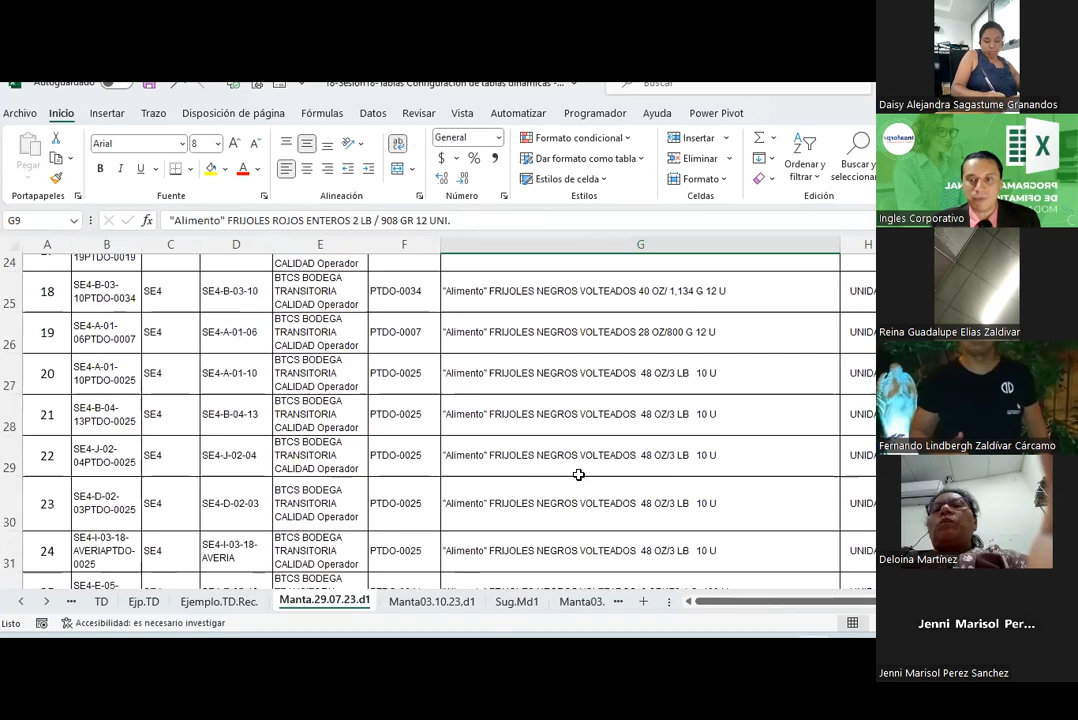 Autoguardado
18-Sesión18-Tablas Configuración de tablas dinámicas -...
Buscar
Archivo Inicio Insertar Trazo Disposición de página Fórmulas Datos Revisar Vista Automatizar Programador Ayuda Power Pivot
Pegar
Arial 8
General
Formato condicional
Dar formato como tabla
Estilos de celda
Insertar
Eliminar
Formato
Ordenar y filtrar
Buscar y seleccionar
Portapapeles Fuente Alineación Número Estilos Celdas Edición
G9 fx "Alimento" FRIJOLES ROJOS ENTEROS 2 LB / 908 GR 12 UNI.
A B C D E F G H
24 19PTDO-0019 CALIDAD Operador
25 18 SE4-B-03-10PTDO-0034 SE4 SE4-B-03-10 BTCS BODEGA TRANSITORIA CALIDAD Operador PTDO-0034 "Alimento" FRIJOLES NEGROS VOLTEADOS 40 OZ/ 1,134 G 12 U UNID
26 19 SE4-A-01-06PTDO-0007 SE4 SE4-A-01-06 BTCS BODEGA TRANSITORIA CALIDAD Operador PTDO-0007 "Alimento" FRIJOLES NEGROS VOLTEADOS 28 OZ/800 G 12 U UNID
27 20 SE4-A-01-10PTDO-0025 SE4 SE4-A-01-10 BTCS BODEGA TRANSITORIA CALIDAD Operador PTDO-0025 "Alimento" FRIJOLES NEGROS VOLTEADOS 48 OZ/3 LB 10 U UNID
28 21 SE4-B-04-13PTDO-0025 SE4 SE4-B-04-13 BTCS BODEGA TRANSITORIA CALIDAD Operador PTDO-0025 "Alimento" FRIJOLES NEGROS VOLTEADOS 48 OZ/3 LB 10 U UNID
29 22 SE4-J-02-04PTDO-0025 SE4 SE4-J-02-04 BTCS BODEGA TRANSITORIA CALIDAD Operador PTDO-0025 "Alimento" FRIJOLES NEGROS VOLTEADOS 48 OZ/3 LB 10 U UNID
30 23 SE4-D-02-03PTDO-0025 SE4 SE4-D-02-03 BTCS BODEGA TRANSITORIA CALIDAD Operador PTDO-0025 "Alimento" FRIJOLES NEGROS VOLTEADOS 48 OZ/3 LB 10 U UNID
31 24 SE4-I-03-18-AVERIAPTDO-0025 SE4 SE4-I-03-18-AVERIA BTCS BODEGA TRANSITORIA CALIDAD Operador PTDO-0025 "Alimento" FRIJOLES NEGROS VOLTEADOS 48 OZ/3 LB 10 U UNID
SE4-E-05- BTCS BODEGA
TD Ejp.TD Ejemplo.TD.Rec. Manta.29.07.23.d1 Manta03.10.23,d1 Sug.Md1 Manta03.
Listo Accesibilidad: es necesario investigar
Daisy Alejandra Sagastume Granandos
Insaforp
PROGRAMA
DE OFIMÁTICA
Ingles Corporativo
Reina Guadalupe Elias Zaldivar
Fernando Lindbergh Zaldívar Cárcamo
Deloina Martínez
Jenni Marisol Per...
Jenni Marisol Perez Sanchez